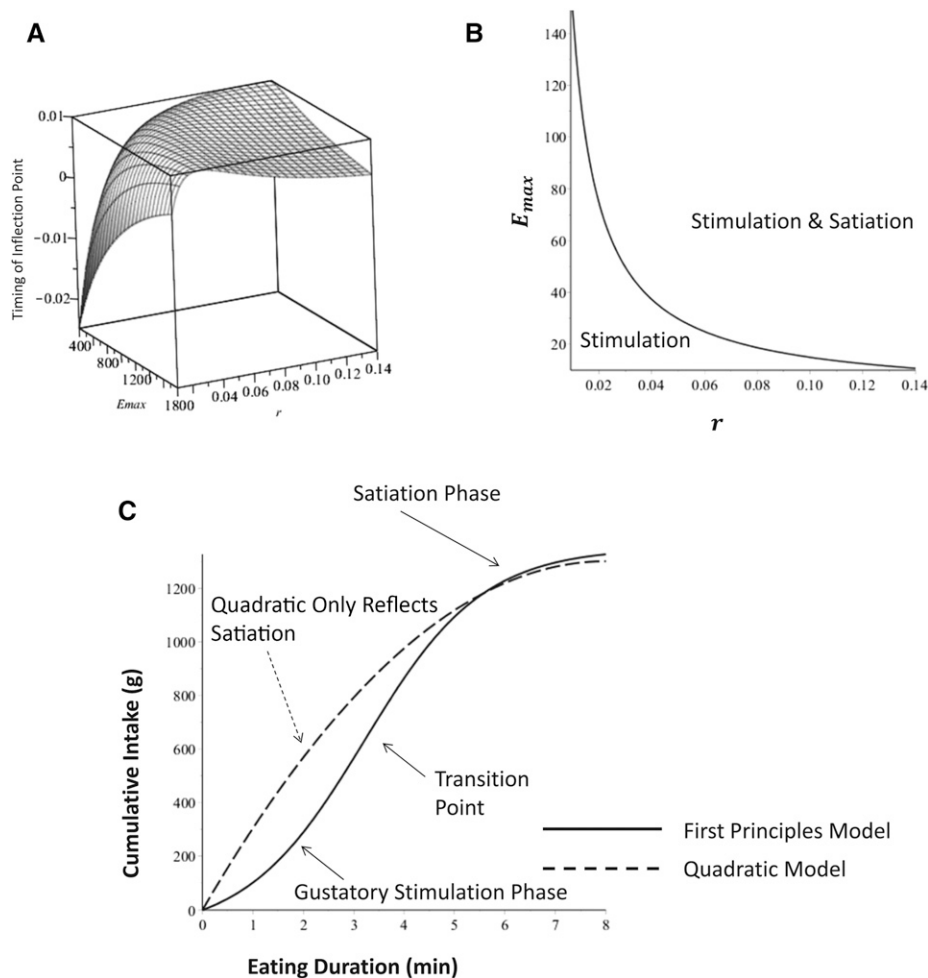 A
Timing of Inflection Point
0.01
0
−0.01
−0.02
400
800
1200
1800
Emax
0.04 0.06 0.08 0.10 0.12 0.14
r
B
E_max
140
120
100
80
60
40
20
Stimulation & Satiation
Stimulation
0.02 0.04 0.06 0.08 0.10 0.12 0.14
r
C
Satiation Phase
Quadratic Only Reflects
Satiation
Transition
Point
Gustatory Stimulation Phase
Cumulative Intake (g)
1200
1000
800
600
400
200
0
0 1 2 3 4 5 6 7 8
Eating Duration (min)
First Principles Model
Quadratic Model